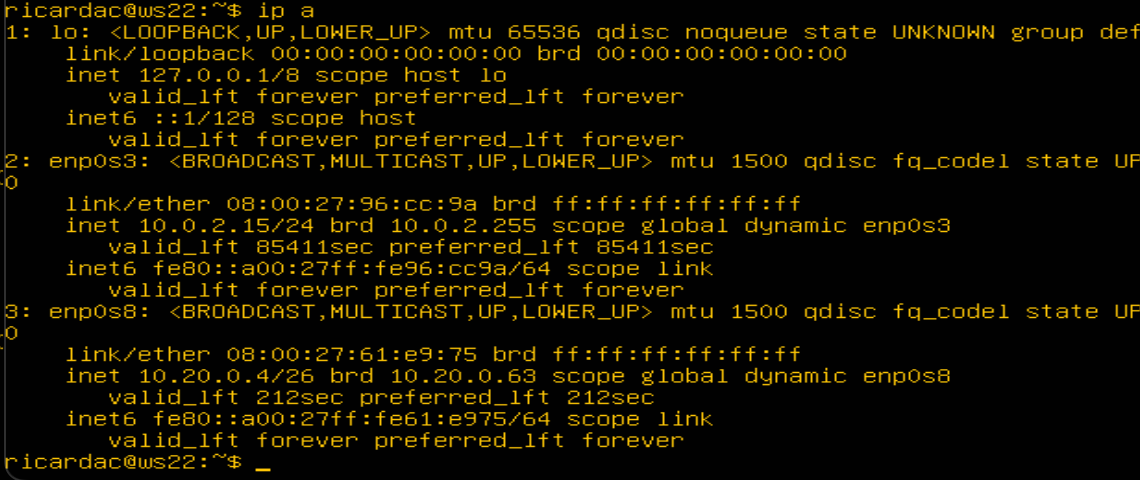 ricardac@ws22:~$ ip a
1: lo: <LOOPBACK,UP,LOWER_UP> mtu 65536 qdisc noqueue state UNKNOWN group def
    link/loopback 00:00:00:00:00:00 brd 00:00:00:00:00:00
    inet 127.0.0.1/8 scope host lo
       valid_lft forever preferred_lft forever
    inet6 ::1/128 scope host
       valid_lft forever preferred_lft forever
2: enp0s3: <BROADCAST,MULTICAST,UP,LOWER_UP> mtu 1500 qdisc fq_codel state UP
0
    link/ether 08:00:27:96:cc:9a brd ff:ff:ff:ff:ff:ff
    inet 10.0.2.15/24 brd 10.0.2.255 scope global dynamic enp0s3
       valid_lft 85411sec preferred_lft 85411sec
    inet6 fe80::a00:27ff:fe96:cc9a/64 scope link
       valid_lft forever preferred_lft forever
3: enp0s8: <BROADCAST,MULTICAST,UP,LOWER_UP> mtu 1500 qdisc fq_codel state UP
0
    link/ether 08:00:27:61:e9:75 brd ff:ff:ff:ff:ff:ff
    inet 10.20.0.4/26 brd 10.20.0.63 scope global dynamic enp0s8
       valid_lft 212sec preferred_lft 212sec
    inet6 fe80::a00:27ff:fe61:e975/64 scope link
       valid_lft forever preferred_lft forever
ricardac@ws22:~$ _